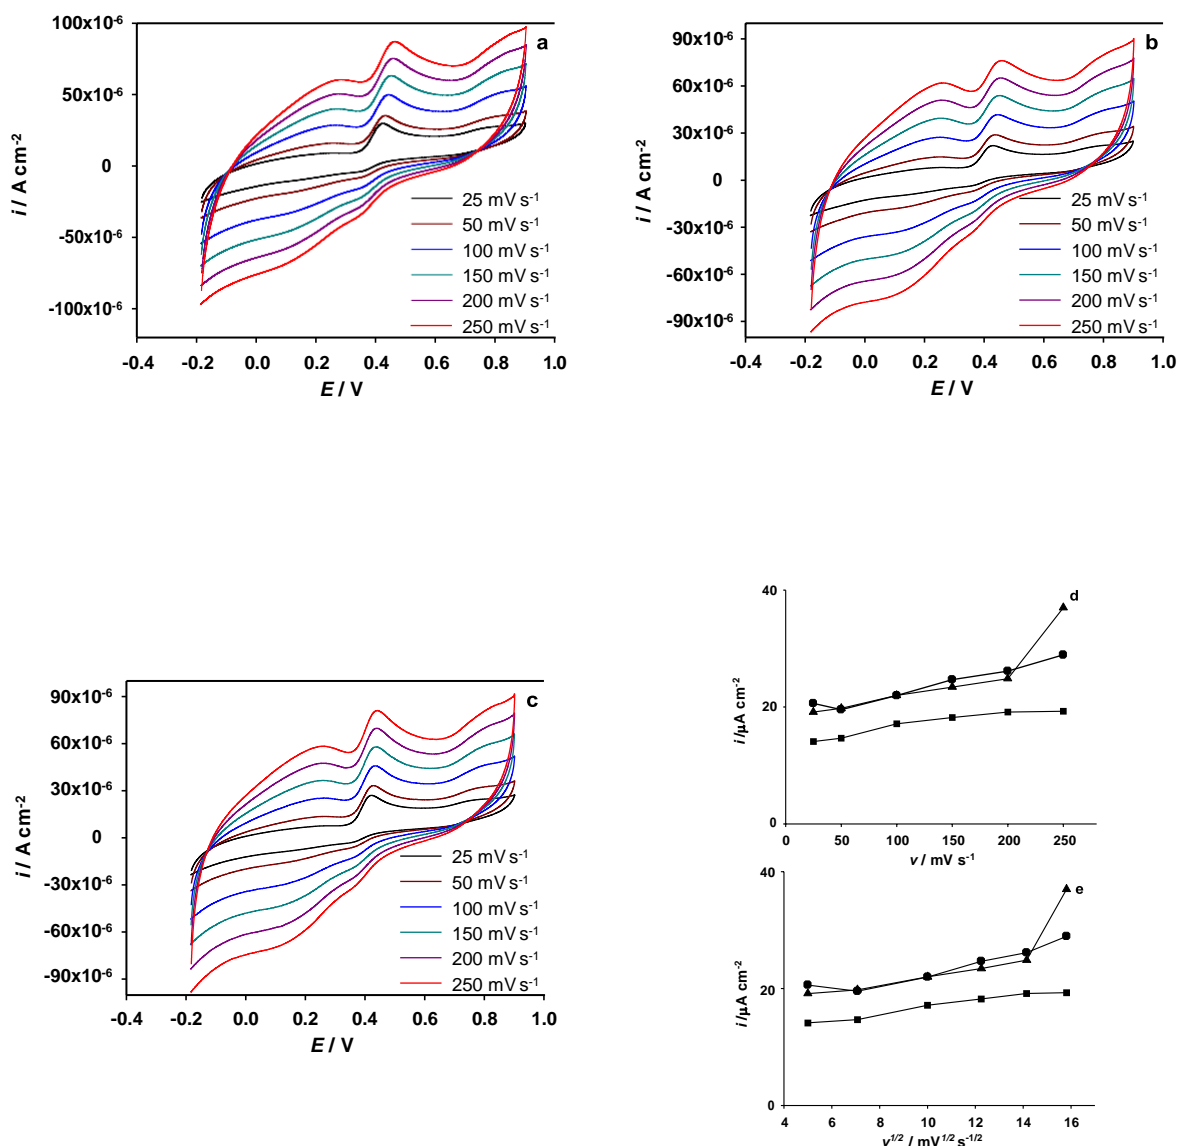 a
100x10⁻⁶
50x10⁻⁶
0
-50x10⁻⁶
-100x10⁻⁶
i / A cm⁻²
25 mV s⁻¹
50 mV s⁻¹
100 mV s⁻¹
150 mV s⁻¹
200 mV s⁻¹
250 mV s⁻¹
-0.4 -0.2 0.0 0.2 0.4 0.6 0.8 1.0
E / V
b
90x10⁻⁶
60x10⁻⁶
30x10⁻⁶
0
-30x10⁻⁶
-60x10⁻⁶
-90x10⁻⁶
i / A cm⁻²
25 mV s⁻¹
50 mV s⁻¹
100 mV s⁻¹
150 mV s⁻¹
200 mV s⁻¹
250 mV s⁻¹
-0.4 -0.2 0.0 0.2 0.4 0.6 0.8 1.0
E / V
c
90x10⁻⁶
60x10⁻⁶
30x10⁻⁶
0
-30x10⁻⁶
-60x10⁻⁶
-90x10⁻⁶
i / A cm⁻²
25 mV s⁻¹
50 mV s⁻¹
100 mV s⁻¹
150 mV s⁻¹
200 mV s⁻¹
250 mV s⁻¹
-0.4 -0.2 0.0 0.2 0.4 0.6 0.8 1.0
E / V
d
40
20
0
i /µA cm⁻²
0 50 100 150 200 250
v / mV s⁻¹
e
40
20
0
i /µA cm⁻²
4 6 8 10 12 14 16
v¹ᐟ² / mV¹ᐟ² s⁻¹ᐟ²